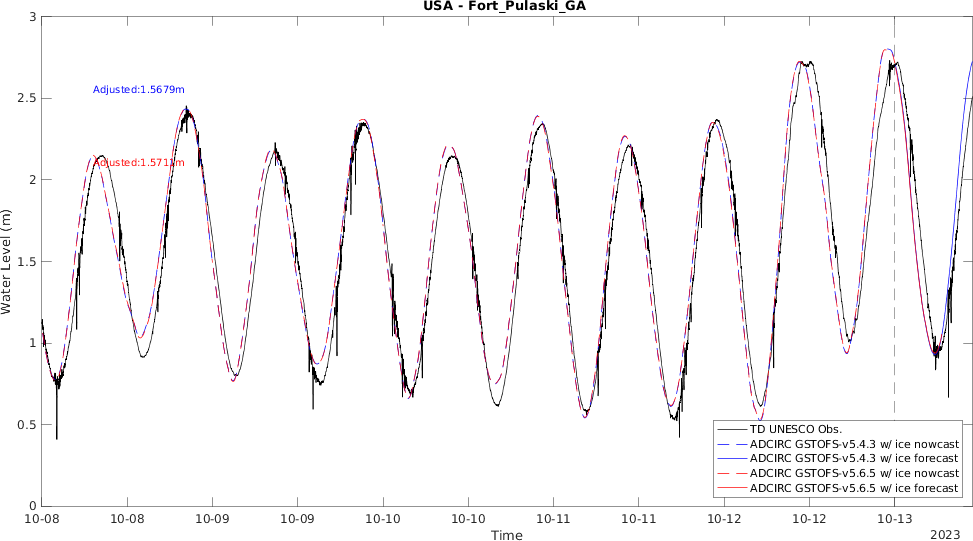 USA - Fort_Pulaski_GA
3
2.5
2
1.5
1
0.5
0
Water Level (m)
Adjusted:1.5679m
Adjusted:1.5711m
TD UNESCO Obs.
ADCIRC GSTOFS-v5.4.3 w/ ice nowcast
ADCIRC GSTOFS-v5.4.3 w/ ice forecast
ADCIRC GSTOFS-v5.6.5 w/ ice nowcast
ADCIRC GSTOFS-v5.6.5 w/ ice forecast
10-08 10-08 10-09 10-09 10-10 10-10 10-11 10-11 10-12 10-12 10-13
Time
2023